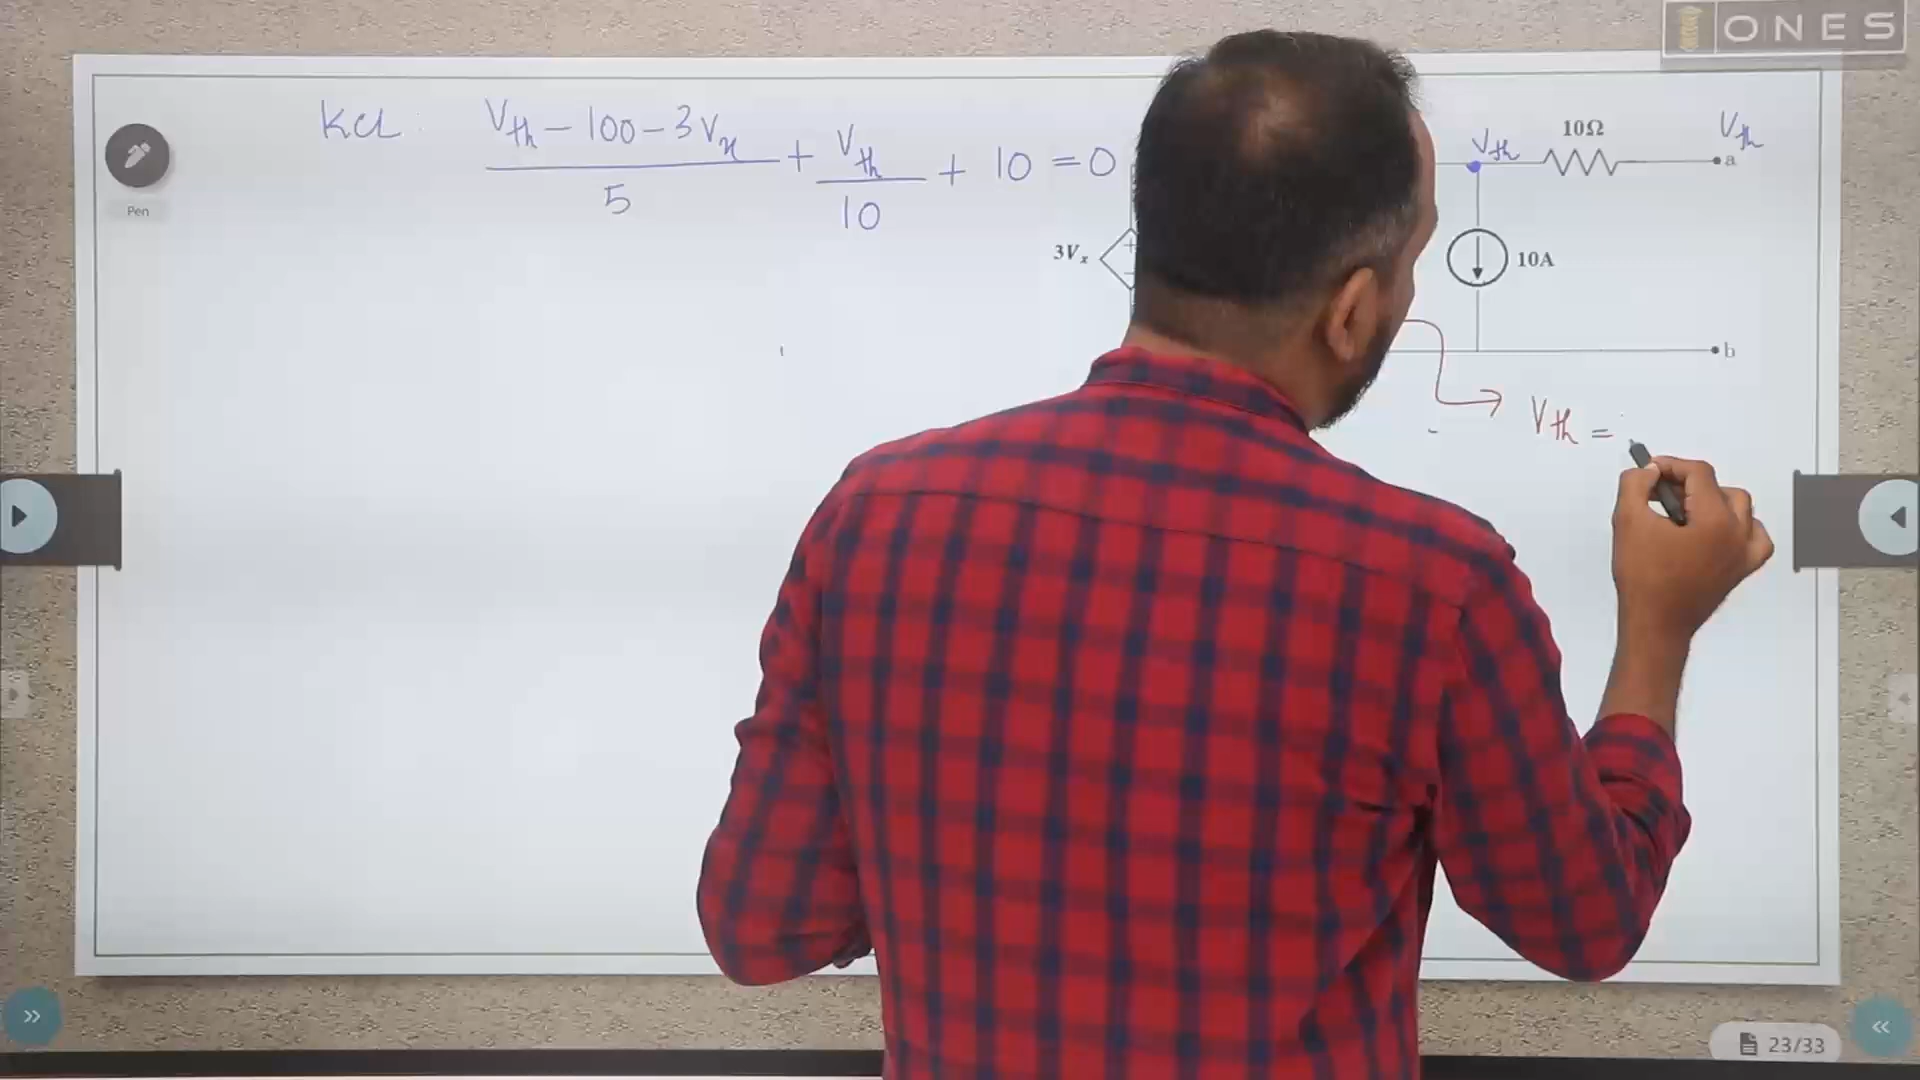 ONES
KCL
Vth - 100 - 3Vx / 5 + Vth / 10 + 10 = 0
Vth
10Ω
Vth
a
3Vx
+
-
10A
b
Vth =
Pen
23/33